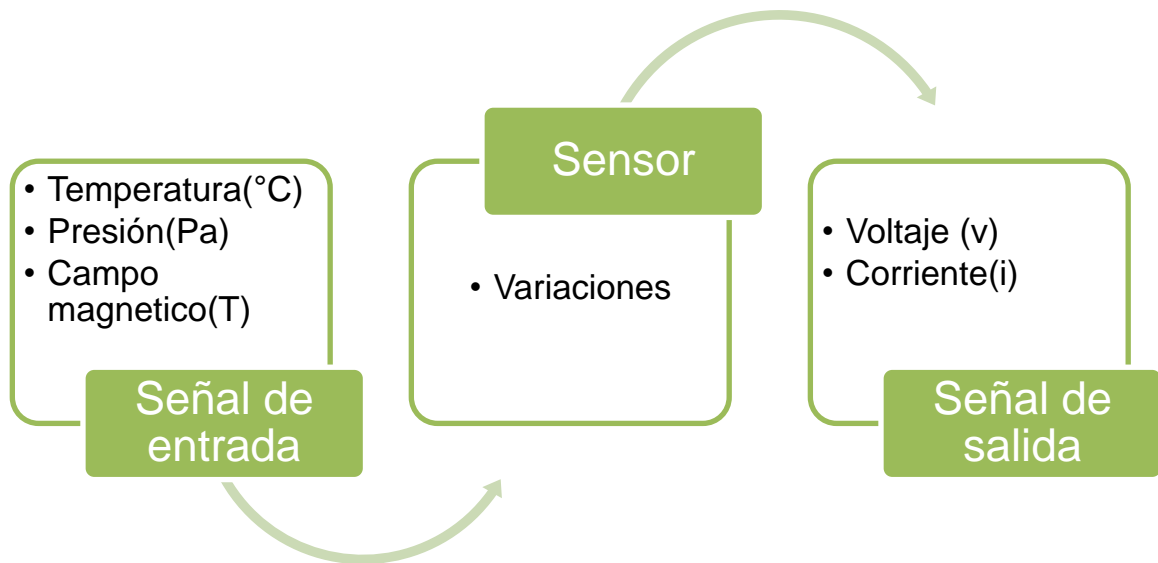 • Temperatura(°C)
• Presión(Pa)
• Campo
magnetico(T)
Señal de
entrada
Sensor
• Variaciones
• Voltaje (v)
• Corriente(i)
Señal de
salida